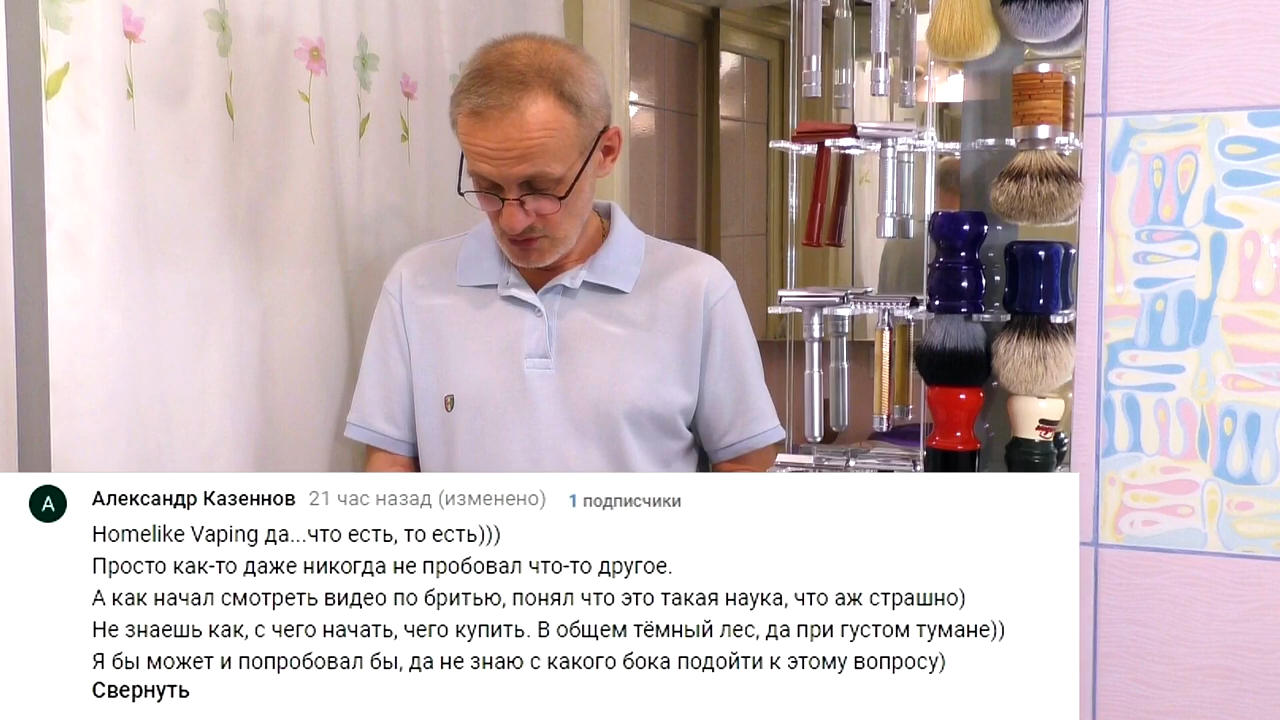 А
Александр Казеннов 21 час назад (изменено) 1 подписчики
Homelike Vaping да...что есть, то есть)))
Просто как-то даже никогда не пробовал что-то другое.
А как начал смотреть видео по бритью, понял что это такая наука, что аж страшно)
Не знаешь как, с чего начать, чего купить. В общем тёмный лес, да при густом тумане))
Я бы может и попробовал бы, да не знаю с какого бока подойти к этому вопросу)
Свернуть